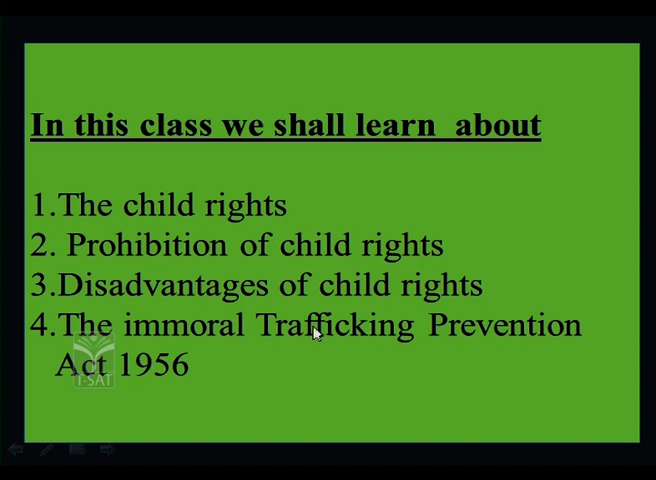 In this class we shall learn about
1.The child rights
2. Prohibition of child rights
3.Disadvantages of child rights
4.The immoral Trafficking Prevention
Act 1956
T-SAT